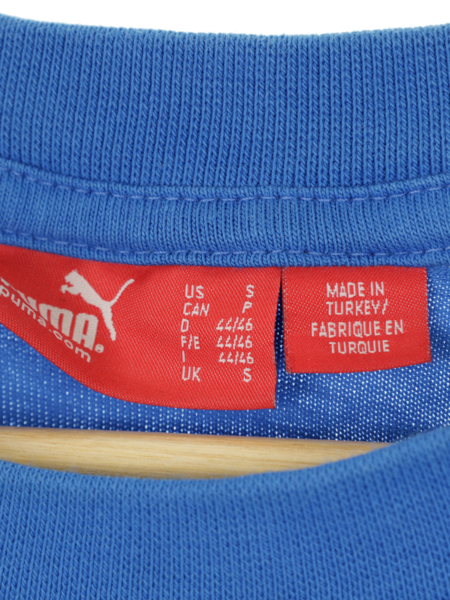 PUMA®
puma.com
US S
CAN P
D 44/46
F/E 44/46
I 44/46
UK S
MADE IN
TURKEY/
FABRIQUE EN
TURQUIE